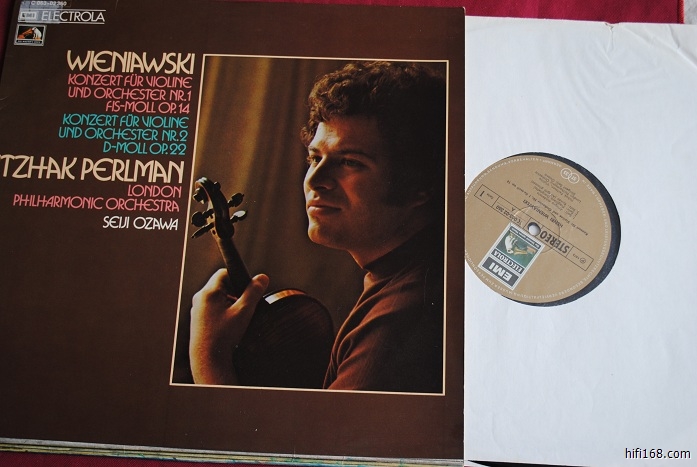 ELECTROLA
WIENIAWSKI
KONZERT FÜR VIOLINE
UND ORCHESTER NR.1
FIS-MOLL OP.14
KONZERT FÜR VIOLINE
UND ORCHESTER NR.2
D-MOLL OP.22
TZHAK PERLMAN
LONDON
PHILHARMONIC ORCHESTRA
SEIJI OZAWA
STEREO
EMI
ELECTROLA
hifi168.com